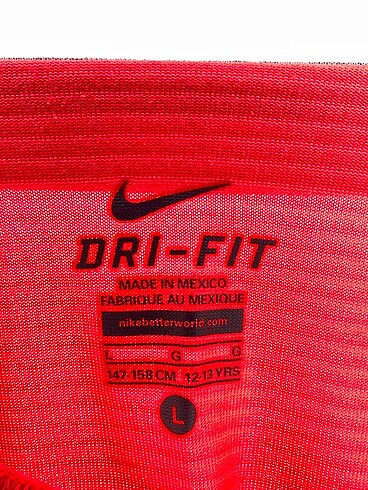 DRI-FIT
MADE IN MEXICO
FABRIQUE AU MEXIQUE
nikebetterworld.com
L G G
147-158 CM 12-13 YRS
L